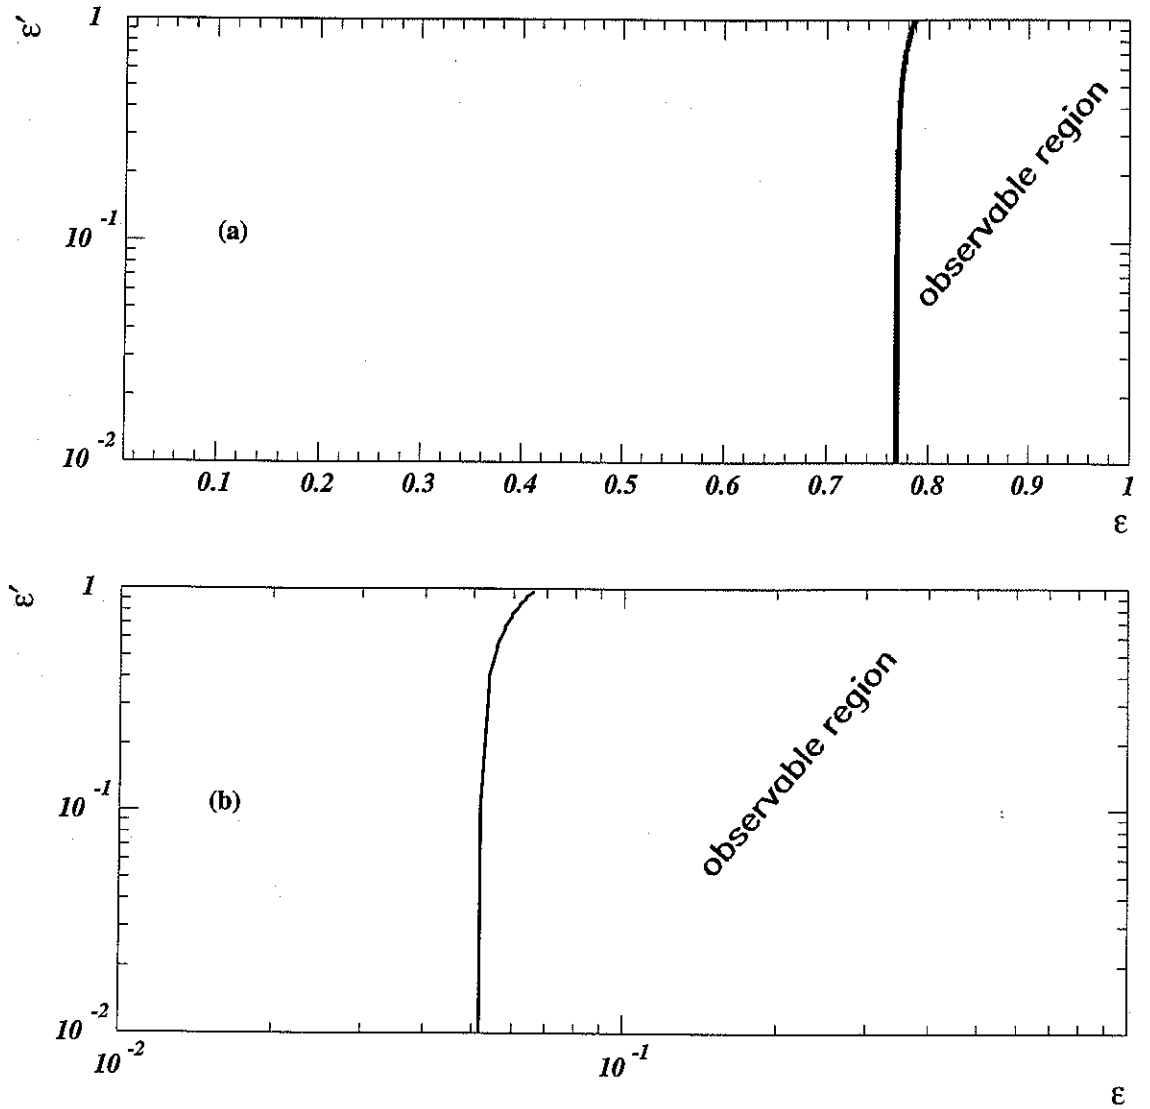 ε′
1
10 -1
10 -2
(a)
observable region
0.1 0.2 0.3 0.4 0.5 0.6 0.7 0.8 0.9 1
ε
ε′
1
10 -1
10 -2
(b)
observable region
10 -2 10 -1
ε